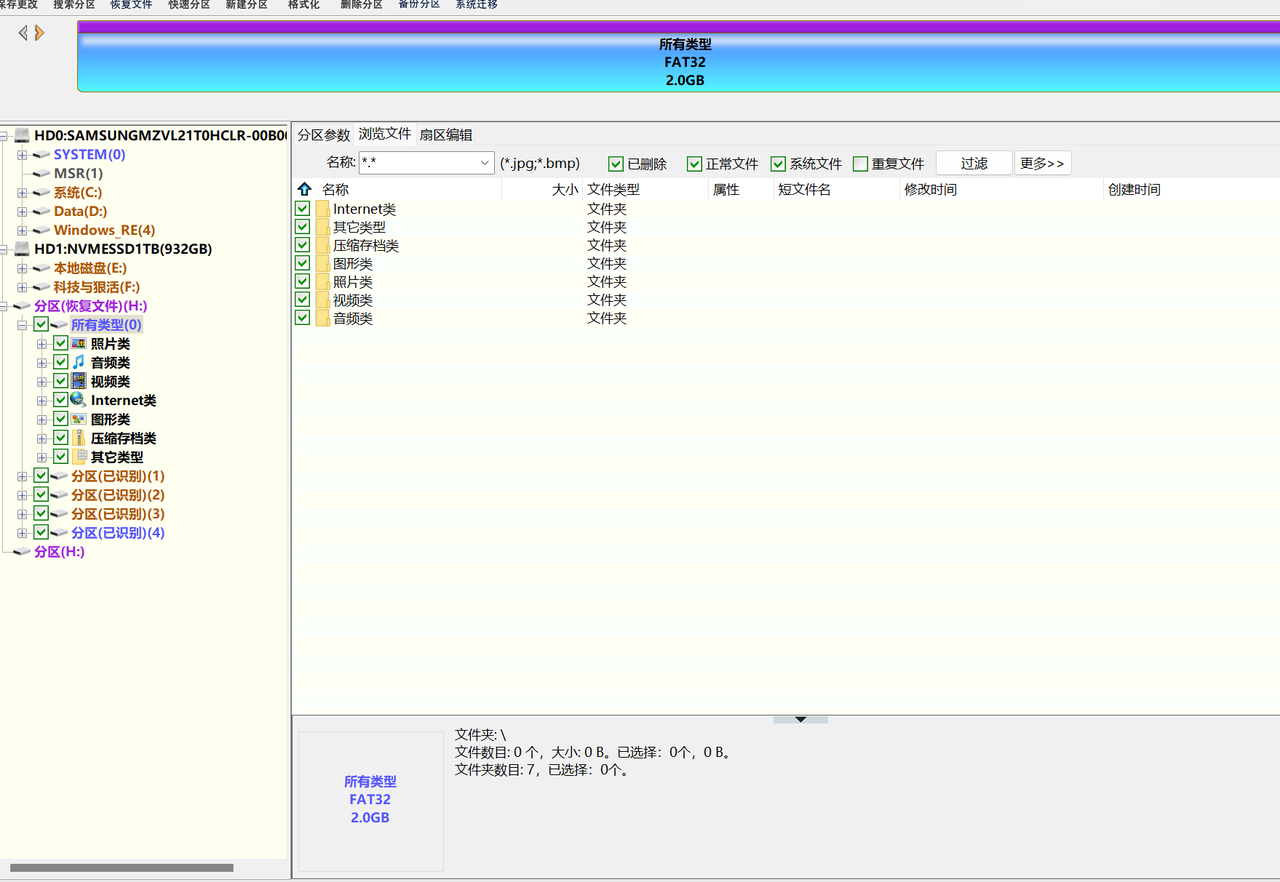 保存更改 搜索分区 恢复文件 快速分区 新建分区 格式化 删除分区 备份分区 系统迁移
所有类型
FAT32
2.0GB
HD0:SAMSUNGMZVL21T0HCLR-00B0
SYSTEM(0)
MSR(1)
系统(C:)
Data(D:)
Windows_RE(4)
HD1:NVMESSD1TB(932GB)
本地磁盘(E:)
科技与狠活(F:)
分区(恢复文件)(H:)
所有类型(0)
照片类
音频类
视频类
Internet类
图形类
压缩存档类
其它类型
分区(已识别)(1)
分区(已识别)(2)
分区(已识别)(3)
分区(已识别)(4)
分区(H:)
分区参数 浏览文件 扇区编辑
名称: *.* (*.jpg;*.bmp) 已删除 正常文件 系统文件 重复文件 过滤 更多>>
名称 大小 文件类型 属性 短文件名 修改时间 创建时间
Internet类 文件夹
其它类型 文件夹
压缩存档类 文件夹
图形类 文件夹
照片类 文件夹
视频类 文件夹
音频类 文件夹
所有类型
FAT32
2.0GB
文件夹: \
文件数目: 0 个，大小: 0 B。已选择：0个，0 B。
文件夹数目: 7，已选择：0个。